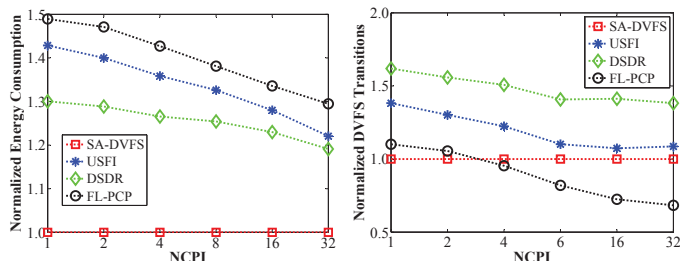 Normalized Energy Consumption
1.5
1.4
1.3
1.2
1.1
1.0
SA-DVFS
USFI
DSDR
FL-PCP
1 2 4 8 16 32
NCPI
Normalized DVFS Transitions
2.0
1.5
1.0
0.5
SA-DVFS
USFI
DSDR
FL-PCP
1 2 4 6 16 32
NCPI